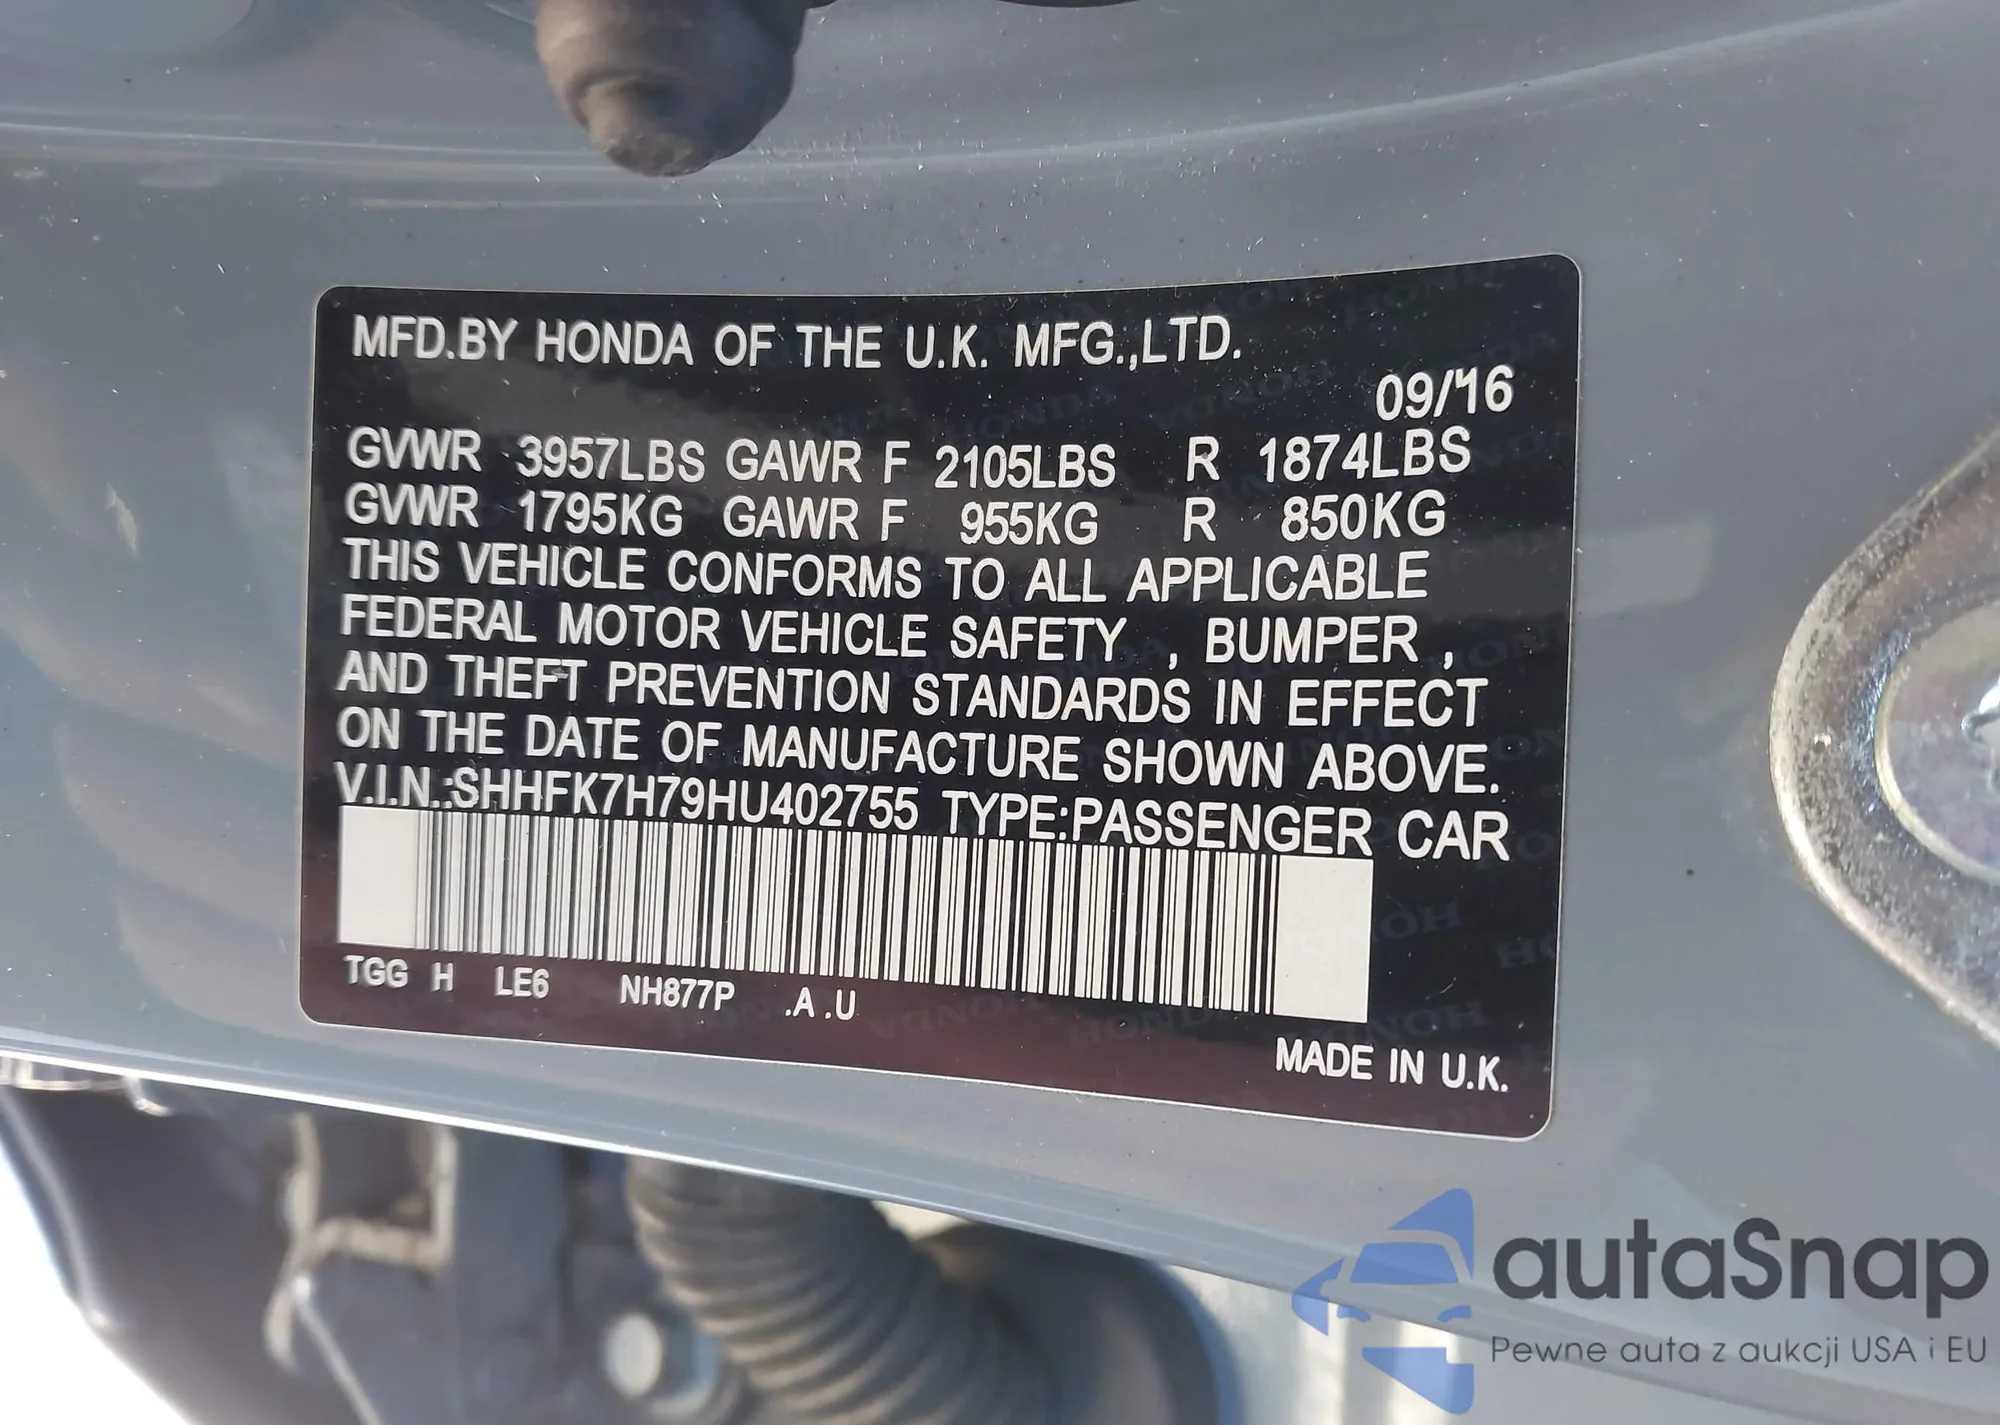 MFD.BY HONDA OF THE U.K. MFG.,LTD.
09/16
GVWR 3957LBS GAWR F 2105LBS R 1874LBS
GVWR 1795KG GAWR F 955KG R 850KG
THIS VEHICLE CONFORMS TO ALL APPLICABLE
FEDERAL MOTOR VEHICLE SAFETY , BUMPER ,
AND THEFT PREVENTION STANDARDS IN EFFECT
ON THE DATE OF MANUFACTURE SHOWN ABOVE.
V.I.N.:SHHFK7H79HU402755 TYPE:PASSENGER CAR
TGG H LE6 NH877P .A .U
MADE IN U.K.
autaSnap
Pewne auta z aukcji USA i EU